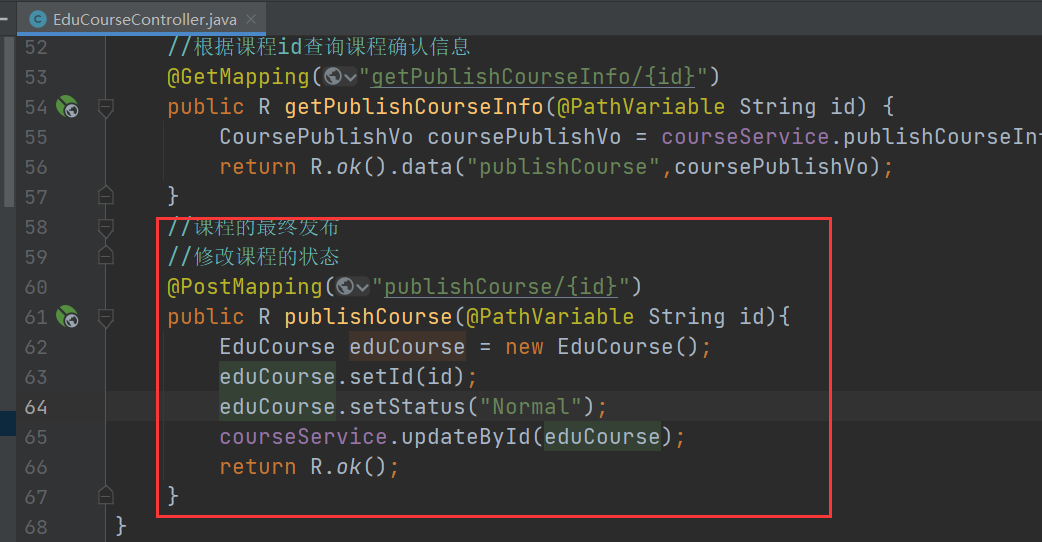 EduCourseController.java
52 //根据课程id查询课程确认信息
53 @GetMapping("getPublishCourseInfo/{id}")
54 public R getPublishCourseInfo(@PathVariable String id) {
55 CoursePublishVo coursePublishVo = courseService.publishCourseInf
56 return R.ok().data("publishCourse",coursePublishVo);
57 }
58 //课程的最终发布
59 //修改课程的状态
60 @PostMapping("publishCourse/{id}")
61 public R publishCourse(@PathVariable String id){
62 EduCourse eduCourse = new EduCourse();
63 eduCourse.setId(id);
64 eduCourse.setStatus("Normal");
65 courseService.updateById(eduCourse);
66 return R.ok();
67 }
68 }